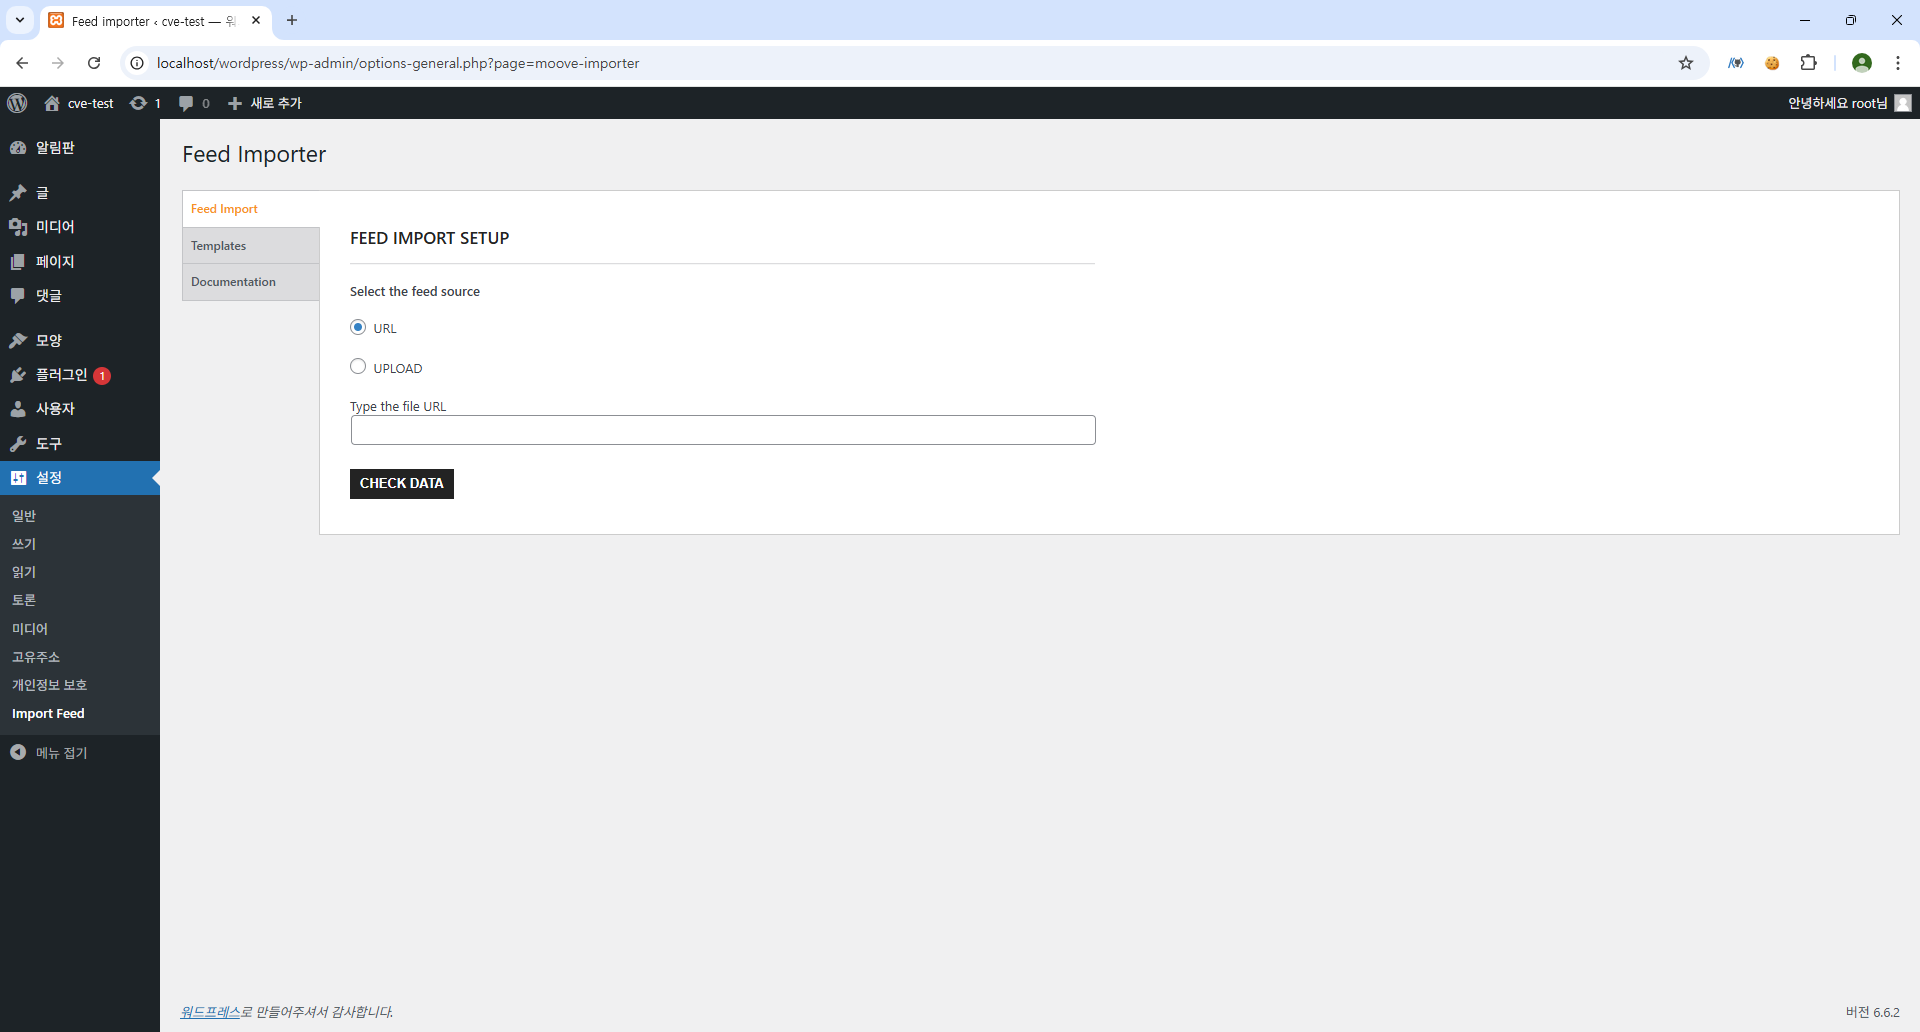 Feed importer ‹ cve-test — 워
localhost/wordpress/wp-admin/options-general.php?page=moove-importer
cve-test 1 0 새로 추가 안녕하세요 root님
알림판
글
미디어
페이지
댓글
모양
플러그인 1
사용자
도구
설정
일반
쓰기
읽기
토론
미디어
고유주소
개인정보 보호
Import Feed
메뉴 접기
Feed Importer
Feed Import
Templates
Documentation
FEED IMPORT SETUP
Select the feed source
URL
UPLOAD
Type the file URL
CHECK DATA
워드프레스로 만들어주셔서 감사합니다.
버전 6.6.2